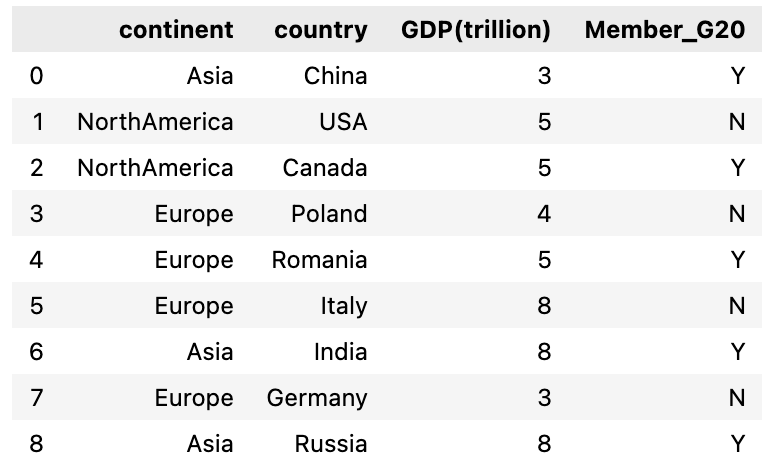 continent country GDP(trillion) Member_G20
0 Asia China 3 Y
1 NorthAmerica USA 5 N
2 NorthAmerica Canada 5 Y
3 Europe Poland 4 N
4 Europe Romania 5 Y
5 Europe Italy 8 N
6 Asia India 8 Y
7 Europe Germany 3 N
8 Asia Russia 8 Y